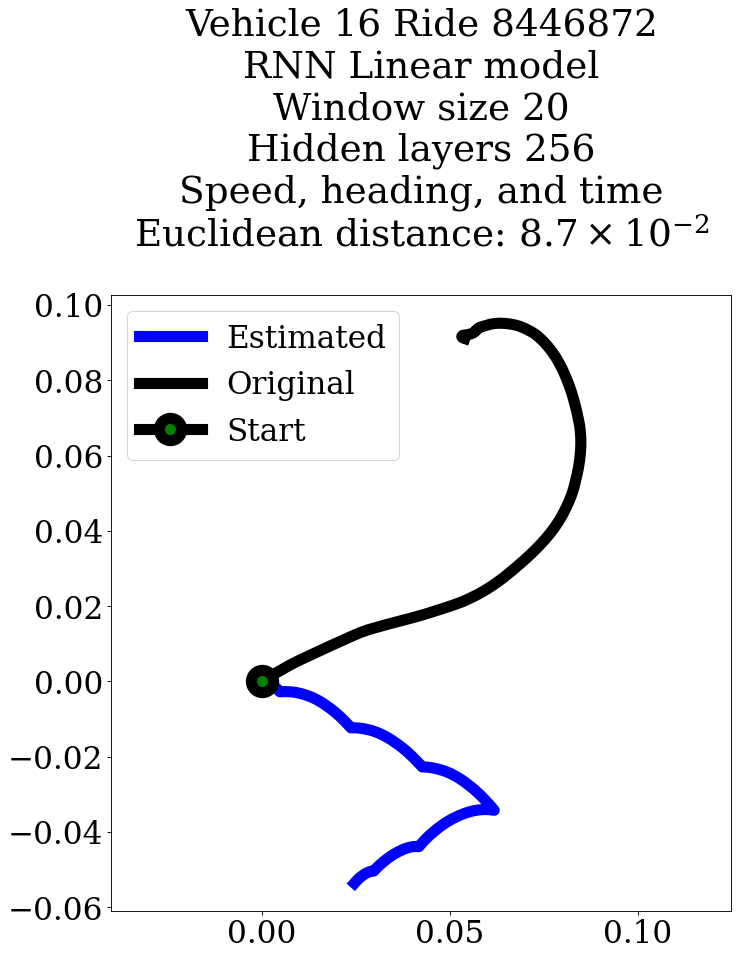 Vehicle 16 Ride 8446872
RNN Linear model
Window size 20
Hidden layers 256
Speed, heading, and time
Euclidean distance: 8.7 × 10⁻²
0.10
0.08
0.06
0.04
0.02
0.00
−0.02
−0.04
−0.06
Estimated
Original
Start
0.00
0.05
0.10